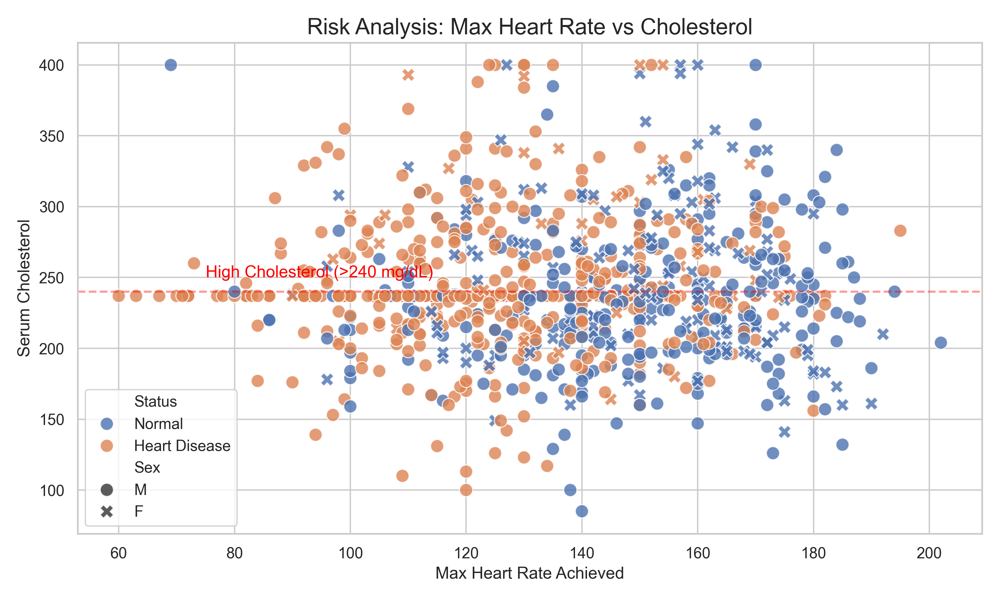 Risk Analysis: Max Heart Rate vs Cholesterol
400
350
300
250
200
150
100
Serum Cholesterol
High Cholesterol (>240 mg/dL)
Status
Normal
Heart Disease
Sex
M
F
60 80 100 120 140 160 180 200
Max Heart Rate Achieved